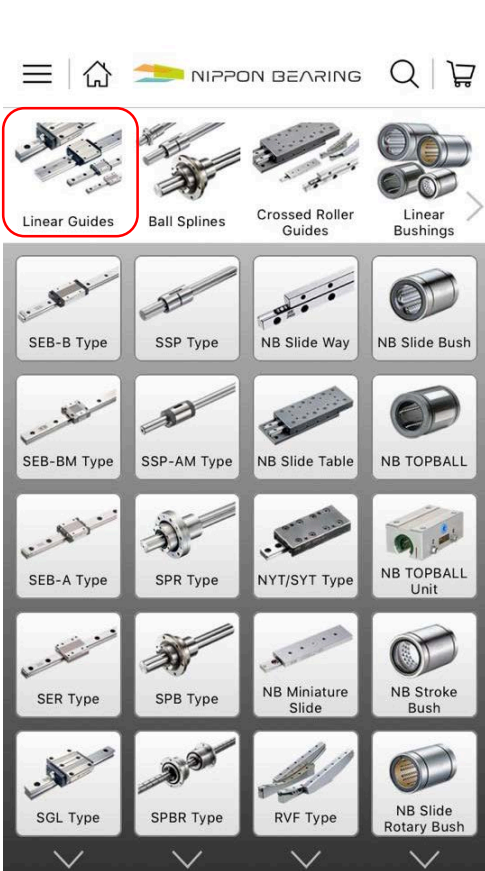 NIPPON BEARING
Linear Guides
Ball Splines
Crossed Roller
Guides
Linear
Bushings
SEB-B Type
SSP Type
NB Slide Way
NB Slide Bush
SEB-BM Type
SSP-AM Type
NB Slide Table
NB TOPBALL
SEB-A Type
SPR Type
NYT/SYT Type
NB TOPBALL
Unit
SER Type
SPB Type
NB Miniature
Slide
NB Stroke
Bush
SGL Type
SPBR Type
RVF Type
NB Slide
Rotary Bush